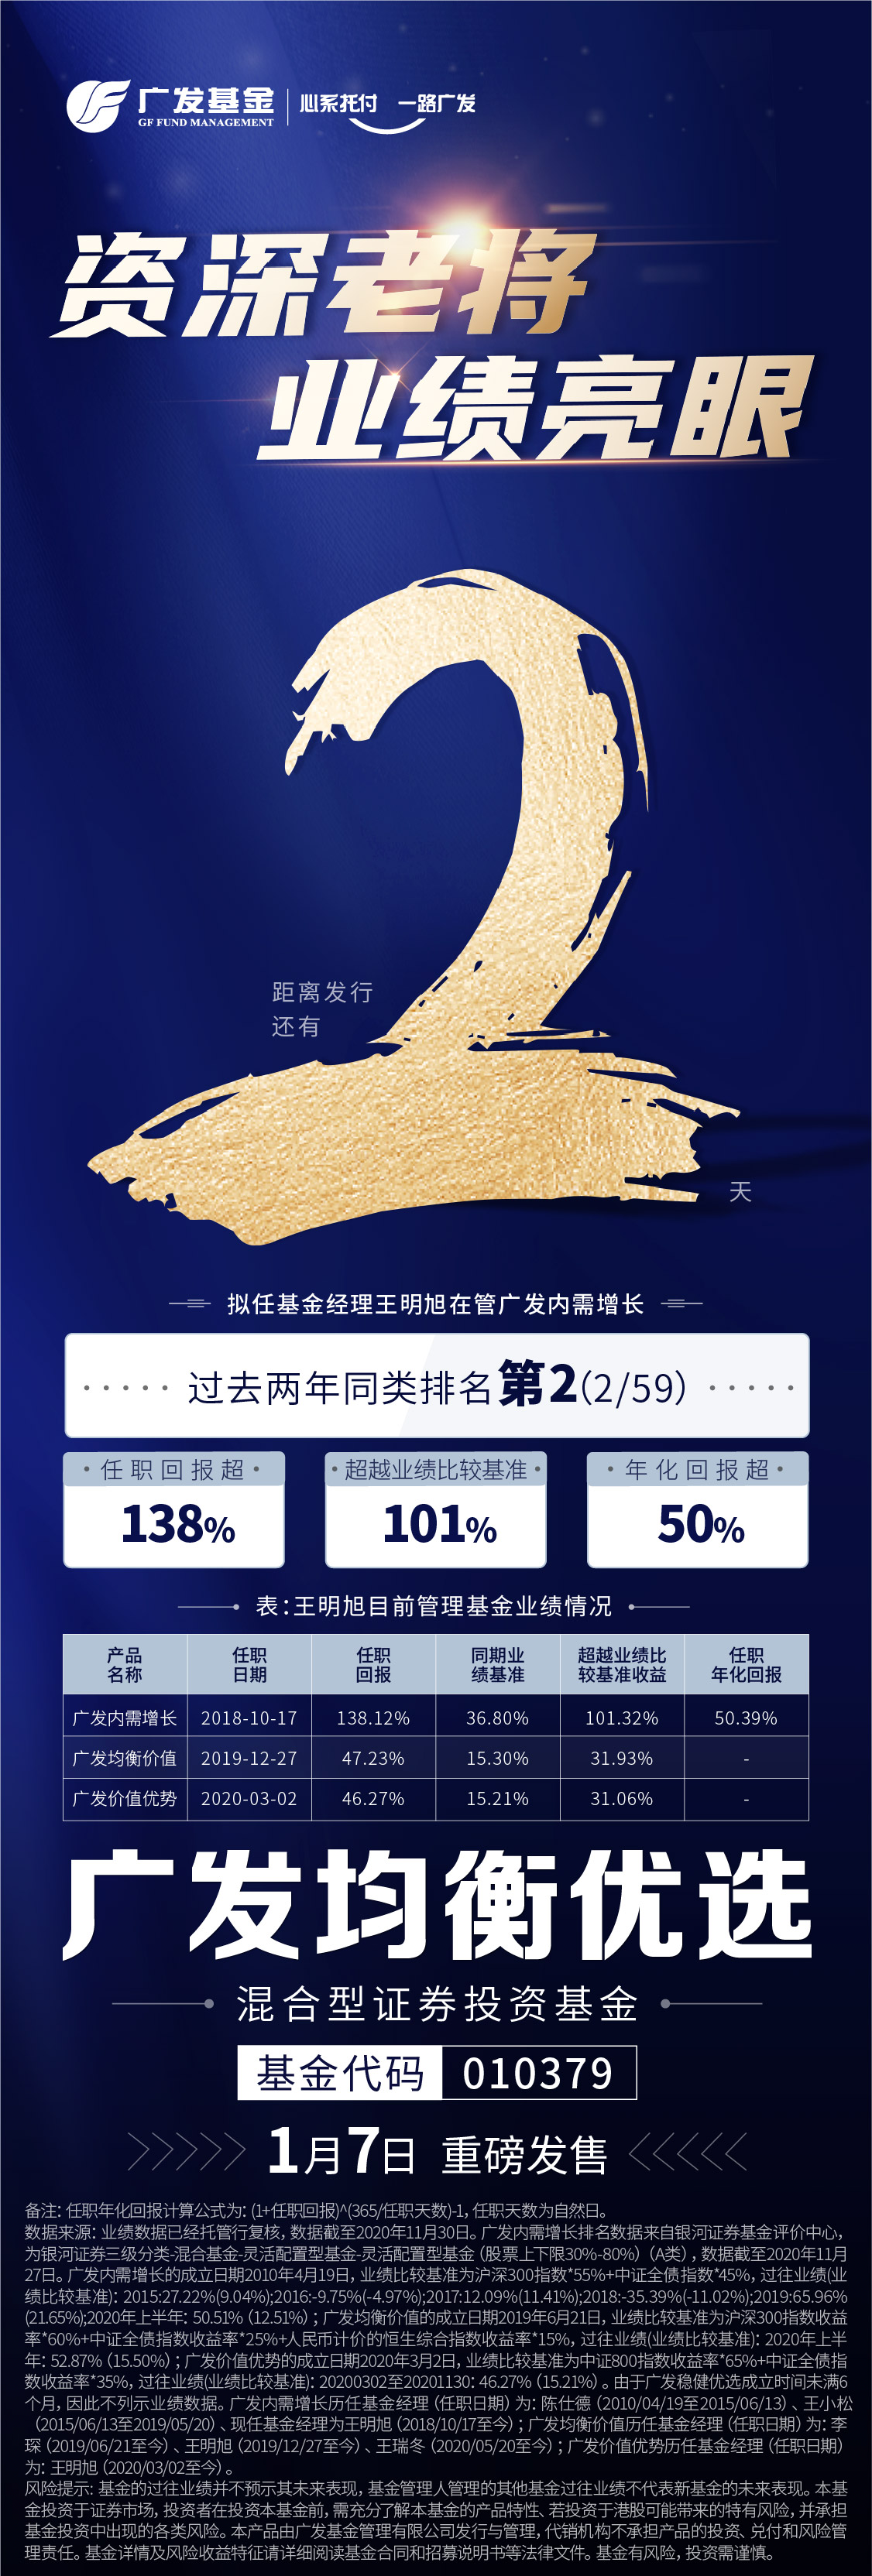 广发基金
GF FUND MANAGEMENT
心系托付 一路广发
资深老将
业绩亮眼
2
距离发行
还有
天
拟任基金经理王明旭在管广发内需增长
过去两年同类排名第2(2/59)
任职回报超 超越业绩比较基准 年化回报超
138% 101% 50%
表：王明旭目前管理基金业绩情况
产品名称 任职日期 任职回报 同期业绩基准 超越业绩比较基准收益 任职年化回报
广发内需增长 2018-10-17 138.12% 36.80% 101.32% 50.39%
广发均衡价值 2019-12-27 47.23% 15.30% 31.93% -
广发价值优势 2020-03-02 46.27% 15.21% 31.06% -
广发均衡优选
混合型证券投资基金
基金代码 010379
1月7日 重磅发售
备注：任职年化回报计算公式为：(1+任职回报)^(365/任职天数)-1，任职天数为自然日。
数据来源：业绩数据已经托管行复核，数据截至2020年11月30日。广发内需增长排名数据来自银河证券基金评价中心，
为银河证券三级分类-混合基金-灵活配置型基金-灵活配置型基金（股票上下限30%-80%）（A类），数据截至2020年11月
27日。广发内需增长的成立日期2010年4月19日，业绩比较基准为沪深300指数*55%+中证全债指数*45%，过往业绩(业
绩比较基准)：2015:27.22%(9.04%);2016:-9.75%(-4.97%);2017:12.09%(11.41%);2018:-35.39%(-11.02%);2019:65.96%
(21.65%);2020年上半年：50.51%（12.51%）；广发均衡价值的成立日期2019年6月21日，业绩比较基准为沪深300指数收益
率*60%+中证全债指数收益率*25%+人民币计价的恒生综合指数收益率*15%，过往业绩(业绩比较基准)：2020年上半
年：52.87%（15.50%）；广发价值优势的成立日期2020年3月2日，业绩比较基准为中证800指数收益率*65%+中证全债指
数收益率*35%，过往业绩(业绩比较基准)：20200302至20201130：46.27%（15.21%）。由于广发稳健优选成立时间未满6
个月，因此不列示业绩数据。广发内需增长历任基金经理（任职日期）为：陈仕德（2010/04/19至2015/06/13）、王小松
（2015/06/13至2019/05/20）、现任基金经理为王明旭（2018/10/17至今）；广发均衡价值历任基金经理（任职日期）为：李
琛（2019/06/21至今）、王明旭（2019/12/27至今）、王瑞冬（2020/05/20至今）；广发价值优势历任基金经理（任职日期）
为：王明旭（2020/03/02至今）。
风险提示: 基金的过往业绩并不预示其未来表现，基金管理人管理的其他基金过往业绩不代表新基金的未来表现。本基
金投资于证券市场，投资者在投资本基金前，需充分了解本基金的产品特性、若投资于港股可能带来的特有风险，并承担
基金投资中出现的各类风险。本产品由广发基金管理有限公司发行与管理，代销机构不承担产品的投资、兑付和风险管
理责任。基金详情及风险收益特征请详细阅读基金合同和招募说明书等法律文件。基金有风险，投资需谨慎。